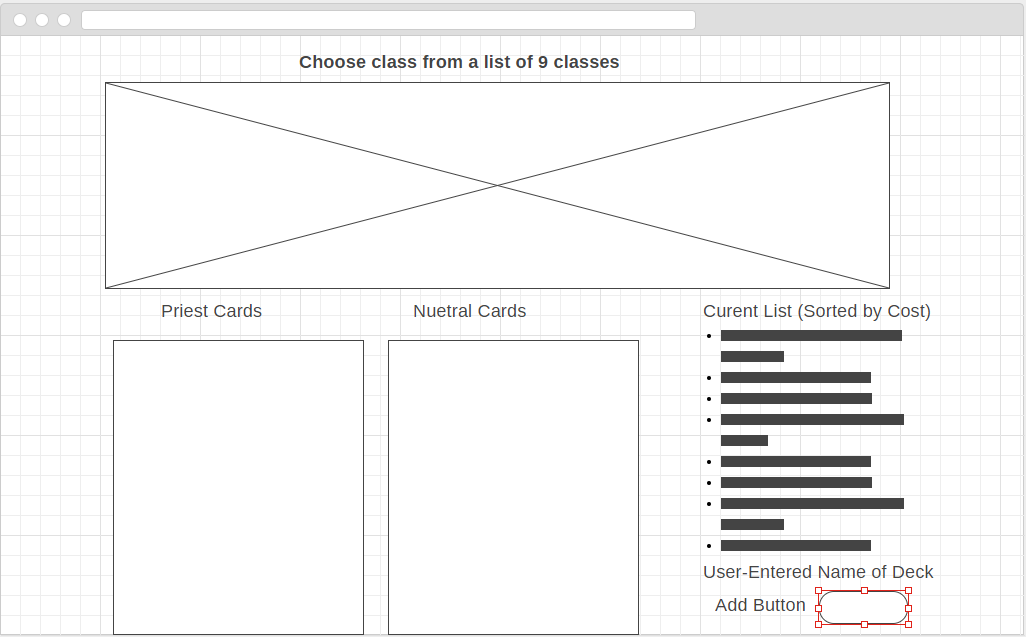 Choose class from a list of 9 classes
Priest Cards
Nuetral Cards
Curent List (Sorted by Cost)
User-Entered Name of Deck
Add Button